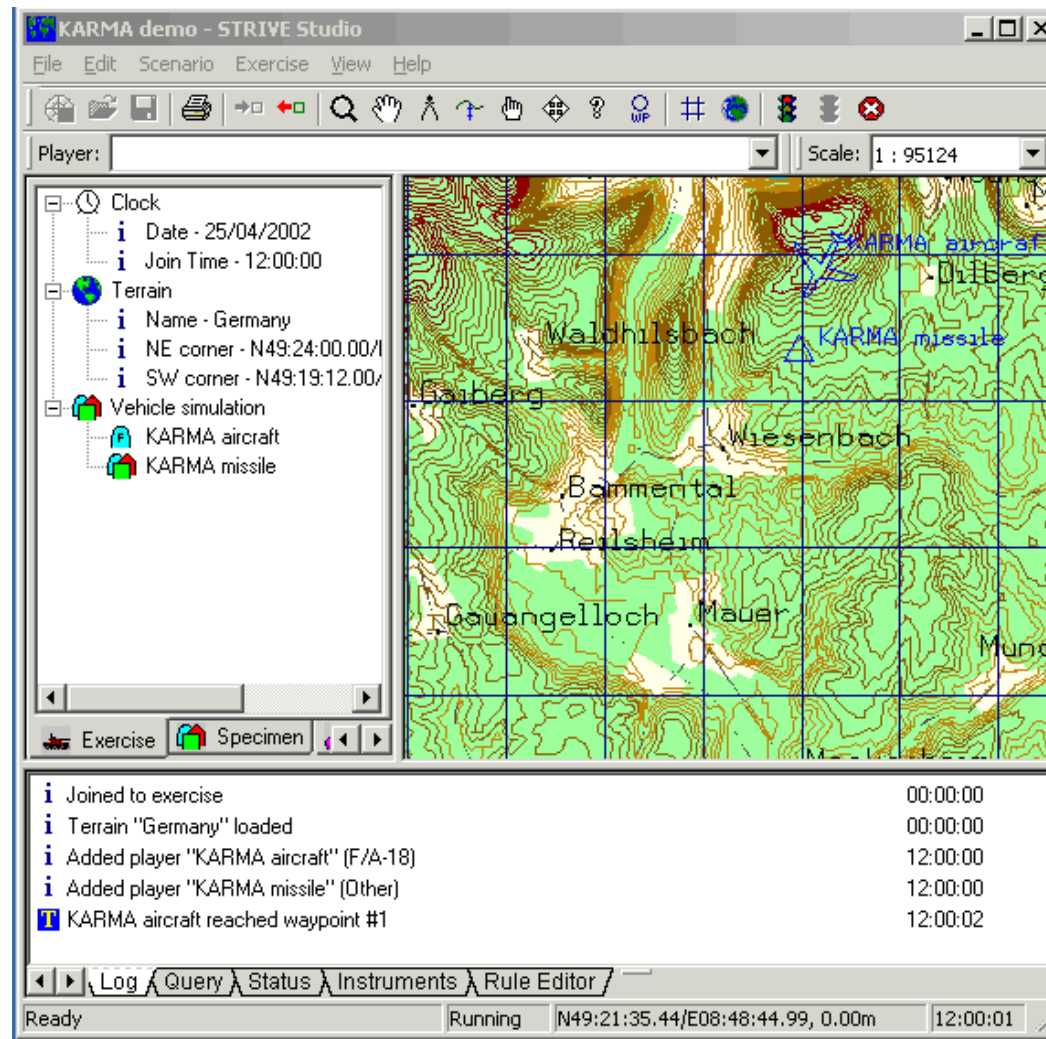 KARMA demo - STRIVE Studio
File Edit Scenario Exercise View Help
WP
Player: Scale: 1 : 95124
Clock
Date - 25/04/2002
Join Time - 12:00:00
Terrain
Name - Germany
NE corner - N49:24:00.00/
SW corner - N49:19:12.00/
Vehicle simulation
KARMA aircraft
KARMA missile
KARMA aircraf
Dilberg
Waldhilsbach
KARMA missile
Gaiberg
Wiesenbach
Bammental
Reilsheim
Gauangelloch
Mauer
Exercise Specimen
Joined to exercise 00:00:00
Terrain "Germany" loaded 00:00:00
Added player "KARMA aircraft" (F/A-18) 12:00:00
Added player "KARMA missile" (Other) 12:00:00
KARMA aircraft reached waypoint #1 12:00:02
Log Query Status Instruments Rule Editor
Ready Running N49:21:35.44/E08:48:44.99, 0.00m 12:00:01